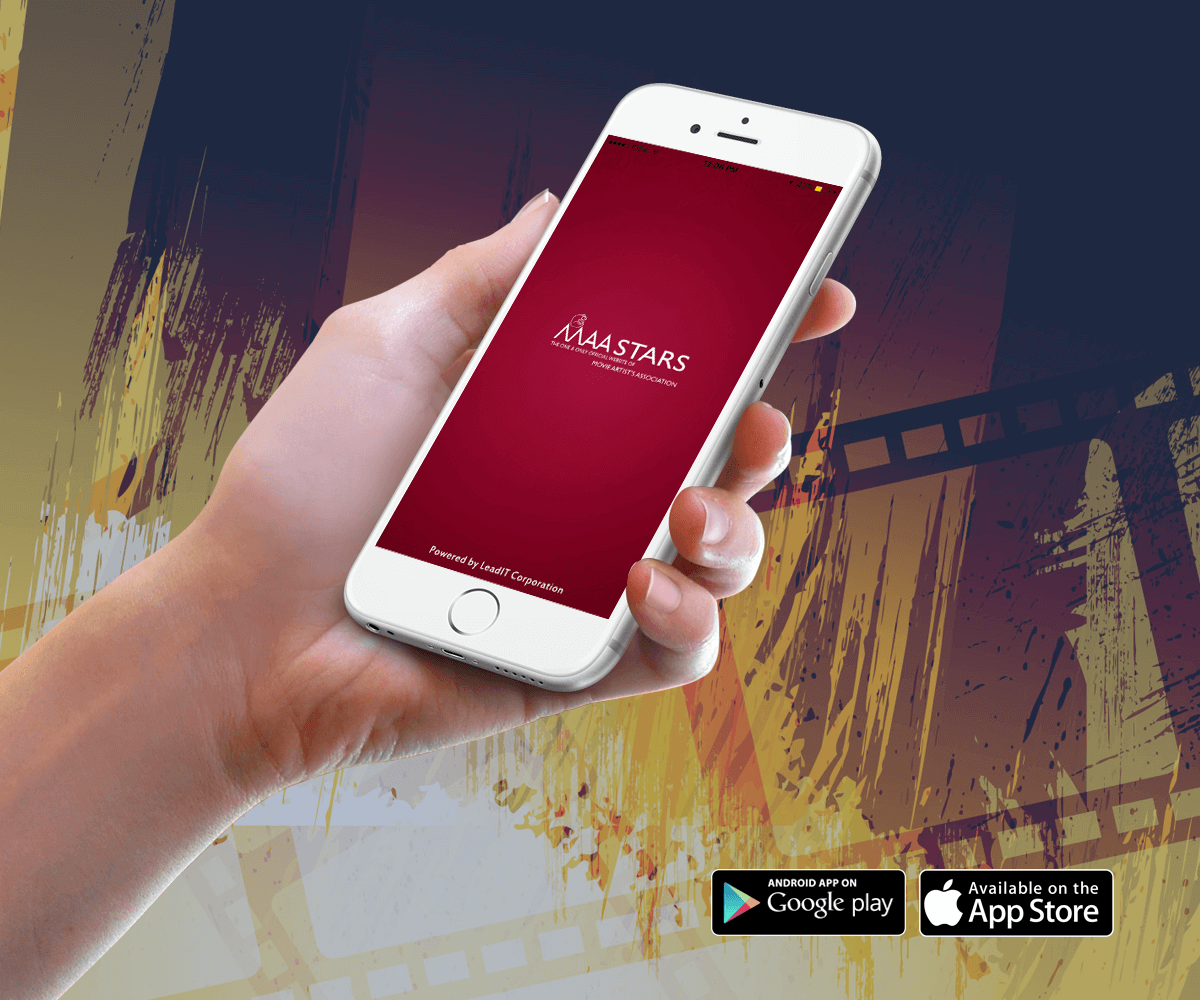 MAA STARS
THE ONE & ONLY OFFICIAL WEBSITE OF
MOVIE ARTIST'S ASSOCIATION
Powered by LeadIT Corporation
ANDROID APP ON
Google play
Available on the
App Store